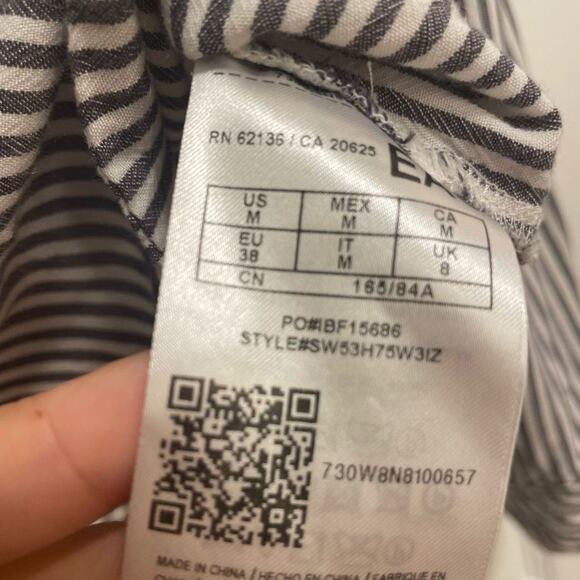 RN 62136 / CA 20625
US M MEX M CA M
EU 38 IT M UK 8
CN 165/84A
PO#IBF15686
STYLE#SW53H75W3IZ
730W8N8100657
MADE IN CHINA / HECHO EN CHINA / FABRIQUÉ EN